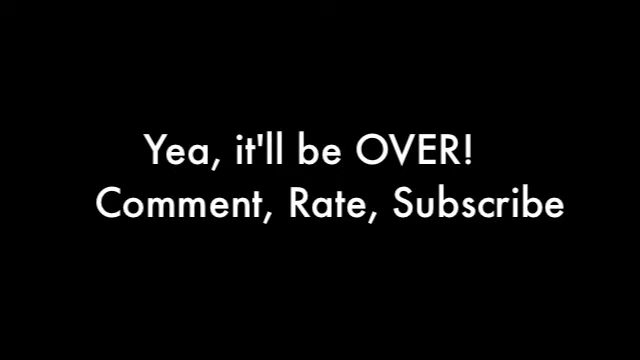 Yea, it'll be OVER!
Comment, Rate, Subscribe